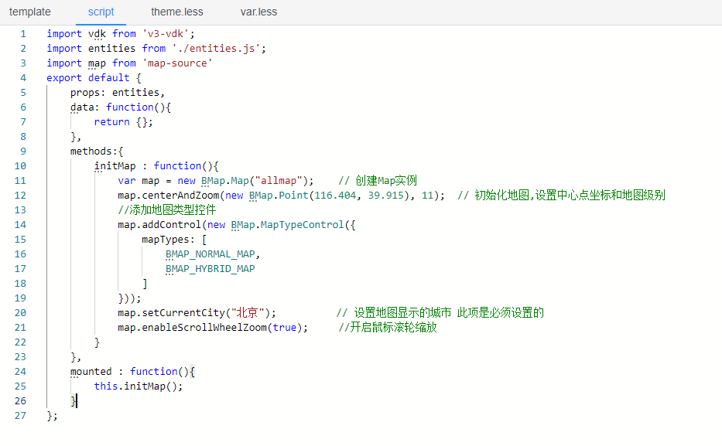 template script theme.less var.less
1 import vdk from 'v3-vdk';
2 import entities from './entities.js';
3 import map from 'map-source'
4 export default {
5 props: entities,
6 data: function(){
7 return {};
8 },
9 methods:{
10 initMap : function(){
11 var map = new BMap.Map("allmap"); // 创建Map实例
12 map.centerAndZoom(new BMap.Point(116.404, 39.915), 11); // 初始化地图,设置中心点坐标和地图级别
13 //添加地图类型控件
14 map.addControl(new BMap.MapTypeControl({
15 mapTypes: [
16 BMAP_NORMAL_MAP,
17 BMAP_HYBRID_MAP
18 ]
19 }));
20 map.setCurrentCity("北京"); // 设置地图显示的城市 此项是必须设置的
21 map.enableScrollWheelZoom(true); //开启鼠标滚轮缩放
22 }
23 },
24 mounted : function(){
25 this.initMap();
26 }
27 };